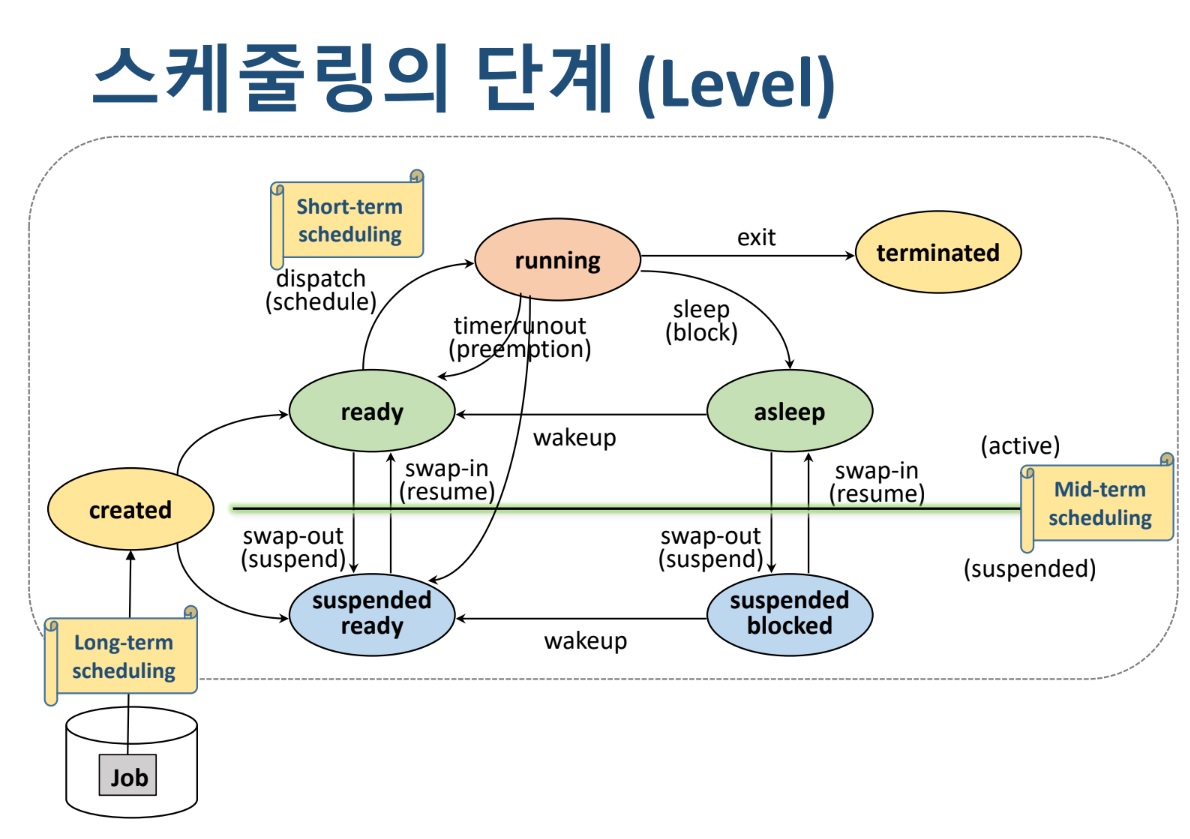 스케줄링의 단계 (Level)
Short-term
scheduling
dispatch
(schedule)
running
exit
terminated
timerrunout
(preemption)
sleep
(block)
ready
asleep
wakeup
created
swap-in
(resume)
swap-in
(resume)
(active)
Mid-term
scheduling
swap-out
(suspend)
swap-out
(suspend)
(suspended)
suspended
ready
suspended
blocked
wakeup
Long-term
scheduling
Job